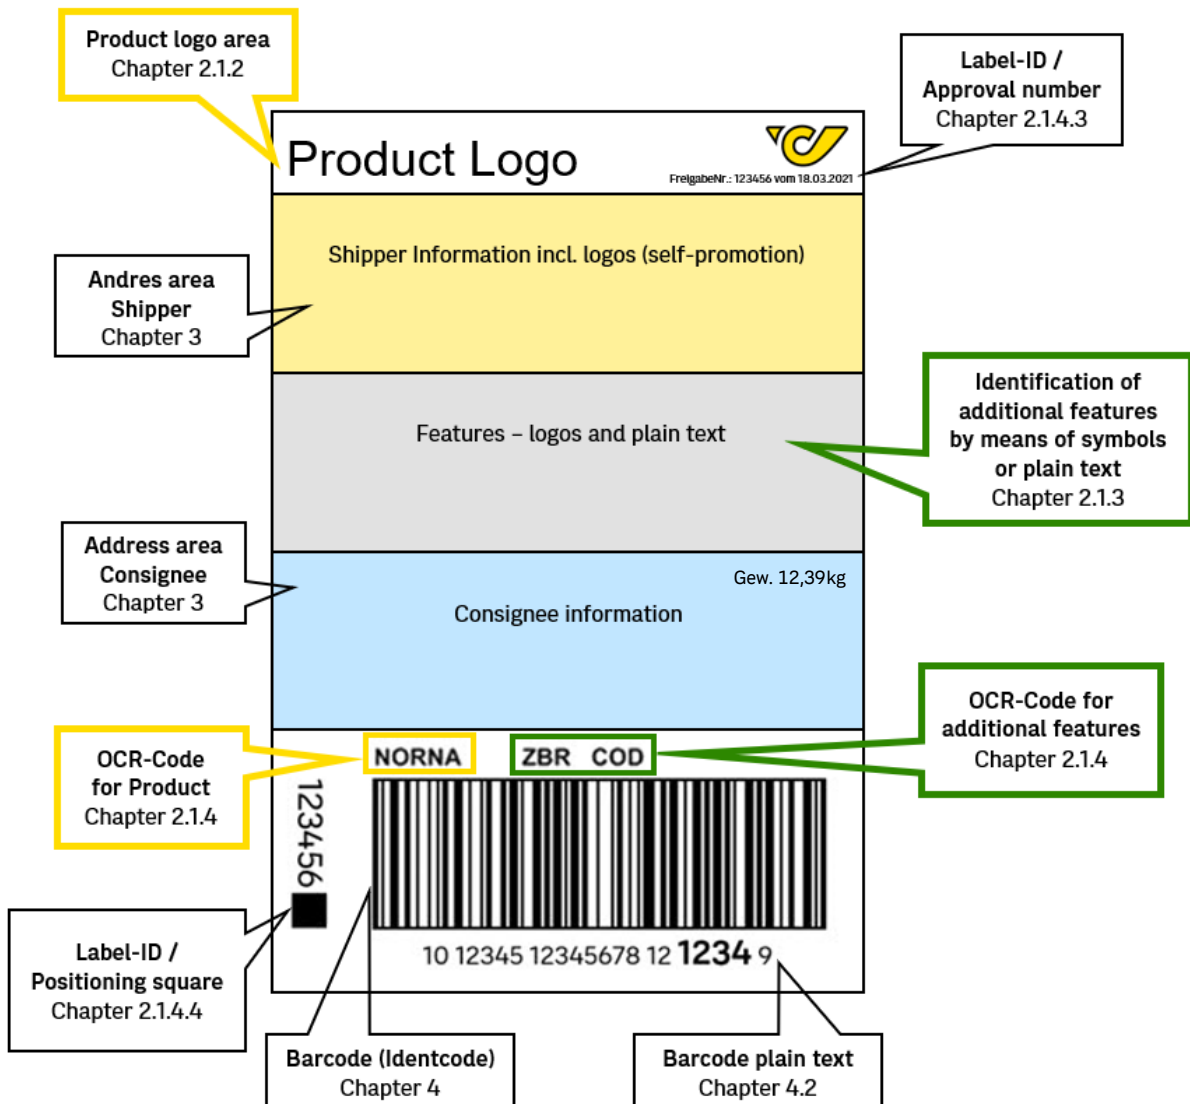 Product logo area
Chapter 2.1.2
Label-ID /
Approval number
Chapter 2.1.4.3
Product Logo
FreigabeNr.: 123456 vom 18.03.2021
Shipper Information incl. logos (self-promotion)
Andres area
Shipper
Chapter 3
Features – logos and plain text
Identification of
additional features
by means of symbols
or plain text
Chapter 2.1.3
Address area
Consignee
Chapter 3
Gew. 12,39kg
Consignee information
OCR-Code
for Product
Chapter 2.1.4
NORNA
ZBR COD
OCR-Code for
additional features
Chapter 2.1.4
123456
Label-ID /
Positioning square
Chapter 2.1.4.4
10 12345 12345678 12 1234 9
Barcode (Identcode)
Chapter 4
Barcode plain text
Chapter 4.2